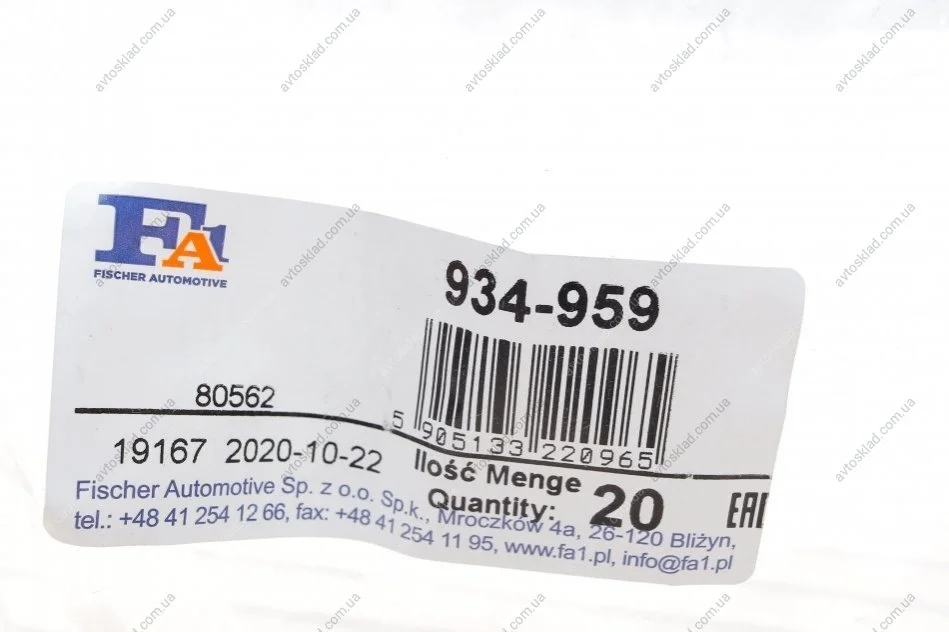 FA1
FISCHER AUTOMOTIVE
934-959
80562
5 905133 220965
19167 2020-10-22
Ilość Menge
Quantity: 20
EAC
Fischer Automotive Sp. z o.o. Sp.k., Mroczków 4a, 26-120 Bliżyn,
tel.: +48 41 254 12 66, fax: +48 41 254 11 95, www.fa1.pl, info@fa1.pl
avtosklad.com.ua